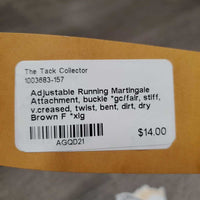 The Tack Collector
1003683-157
Adjustable Running Martingale
Attachment, buckle *gc/fair, stiff,
v.creased, twist, bent, dirt, dry
Brown F *xlg
$14.00
AGQD21